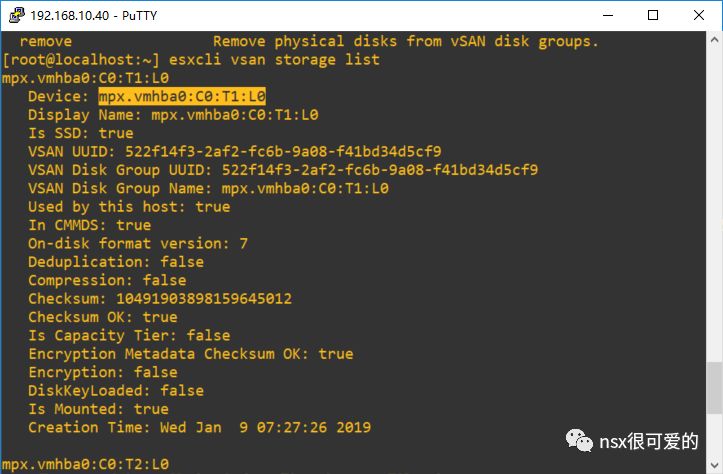 192.168.10.40 - PuTTY
remove                Remove physical disks from vSAN disk groups.
[root@localhost:~] esxcli vsan storage list
mpx.vmhba0:C0:T1:L0
Device: mpx.vmhba0:C0:T1:L0
Display Name: mpx.vmhba0:C0:T1:L0
Is SSD: true
VSAN UUID: 522f14f3-2af2-fc6b-9a08-f41bd34d5cf9
VSAN Disk Group UUID: 522f14f3-2af2-fc6b-9a08-f41bd34d5cf9
VSAN Disk Group Name: mpx.vmhba0:C0:T1:L0
Used by this host: true
In CMMDS: true
On-disk format version: 7
Deduplication: false
Compression: false
Checksum: 10491903898159645012
Checksum OK: true
Is Capacity Tier: false
Encryption Metadata Checksum OK: true
Encryption: false
DiskKeyLoaded: false
Is Mounted: true
Creation Time: Wed Jan  9 07:27:26 2019
nsx很可爱的
mpx.vmhba0:C0:T2:L0